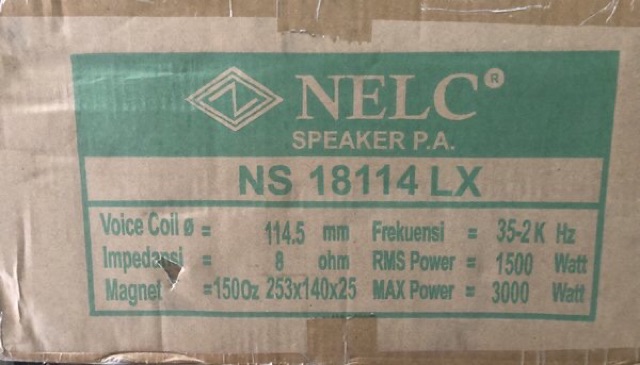 NELC®
SPEAKER P.A.
NS 18114 LX
Voice Coil ø = 114.5 mm Frekuensi = 35-2K Hz
Impedansi = 8 ohm RMS Power = 1500 Watt
Magnet =150Oz 253x140x25 MAX Power = 3000 Watt